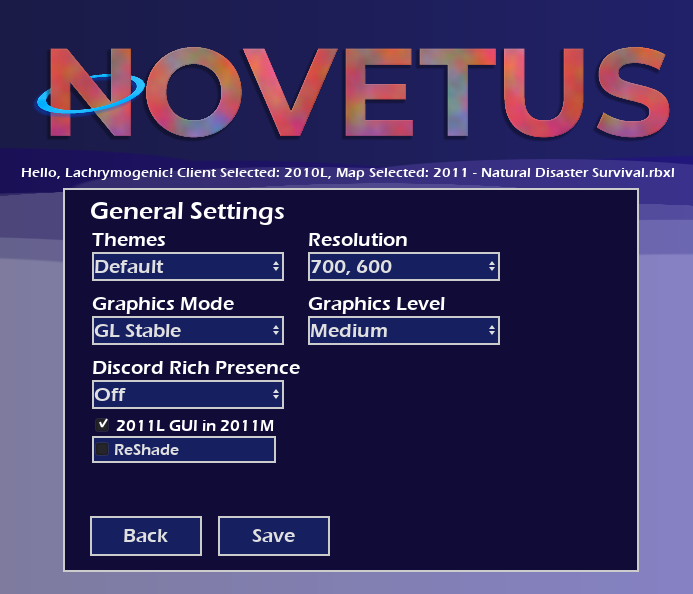 NOVETUS
Hello, Lachrymogenic! Client Selected: 2010L, Map Selected: 2011 - Natural Disaster Survival.rbxl
General Settings
Themes
Resolution
Default
700, 600
Graphics Mode
Graphics Level
GL Stable
Medium
Discord Rich Presence
Off
2011L GUI in 2011M
ReShade
Back
Save